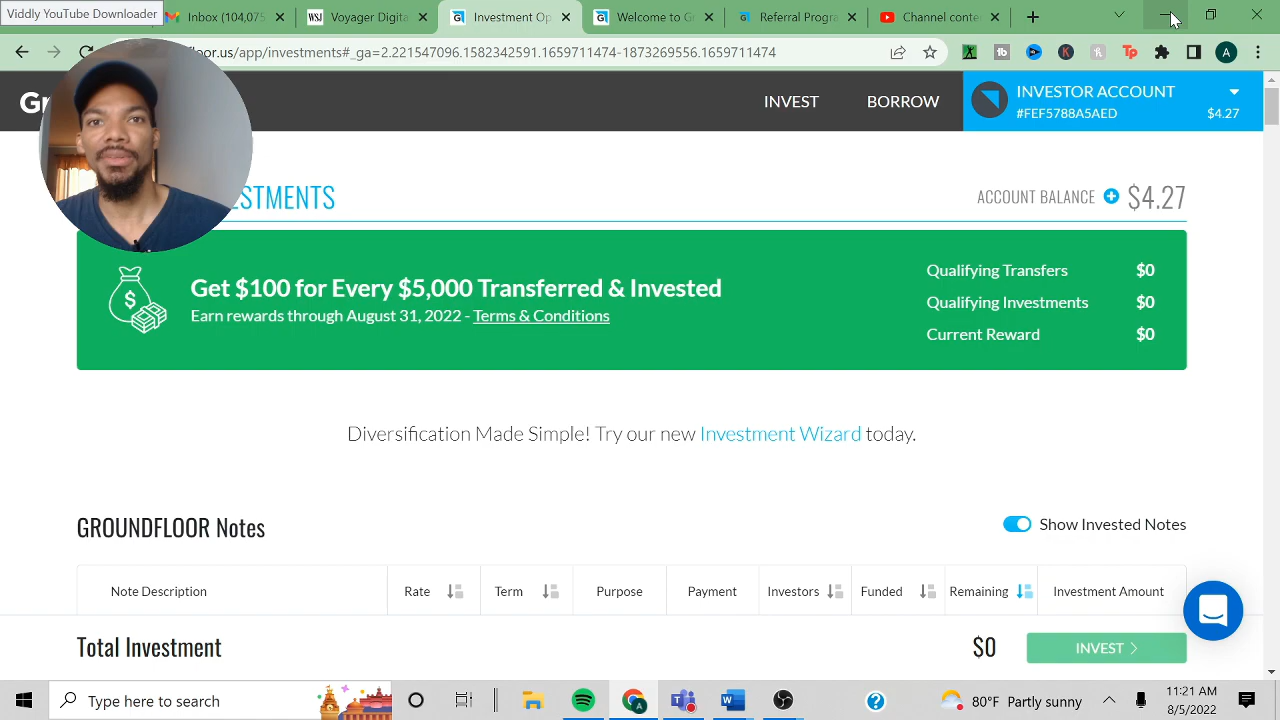 Viddly YouTube Downloader
Inbox (104,075
Voyager Digita
Investment Op
Welcome to G
Referral Progra
Channel conte
floor.us/app/investments#_ga=2.221547096.1582342591.1659711474-1873269556.1659711474
Gr
INVEST
BORROW
INVESTOR ACCOUNT
#FEF5788A5AED
$4.27
ESTMENTS
ACCOUNT BALANCE $4.27
Get $100 for Every $5,000 Transferred & Invested
Earn rewards through August 31, 2022 - Terms & Conditions
Qualifying Transfers $0
Qualifying Investments $0
Current Reward $0
Diversification Made Simple! Try our new Investment Wizard today.
GROUNDFLOOR Notes
Show Invested Notes
Note Description Rate Term Purpose Payment Investors Funded Remaining Investment Amount
Total Investment $0 INVEST
Type here to search
80°F Partly sunny
11:21 AM
8/5/2022